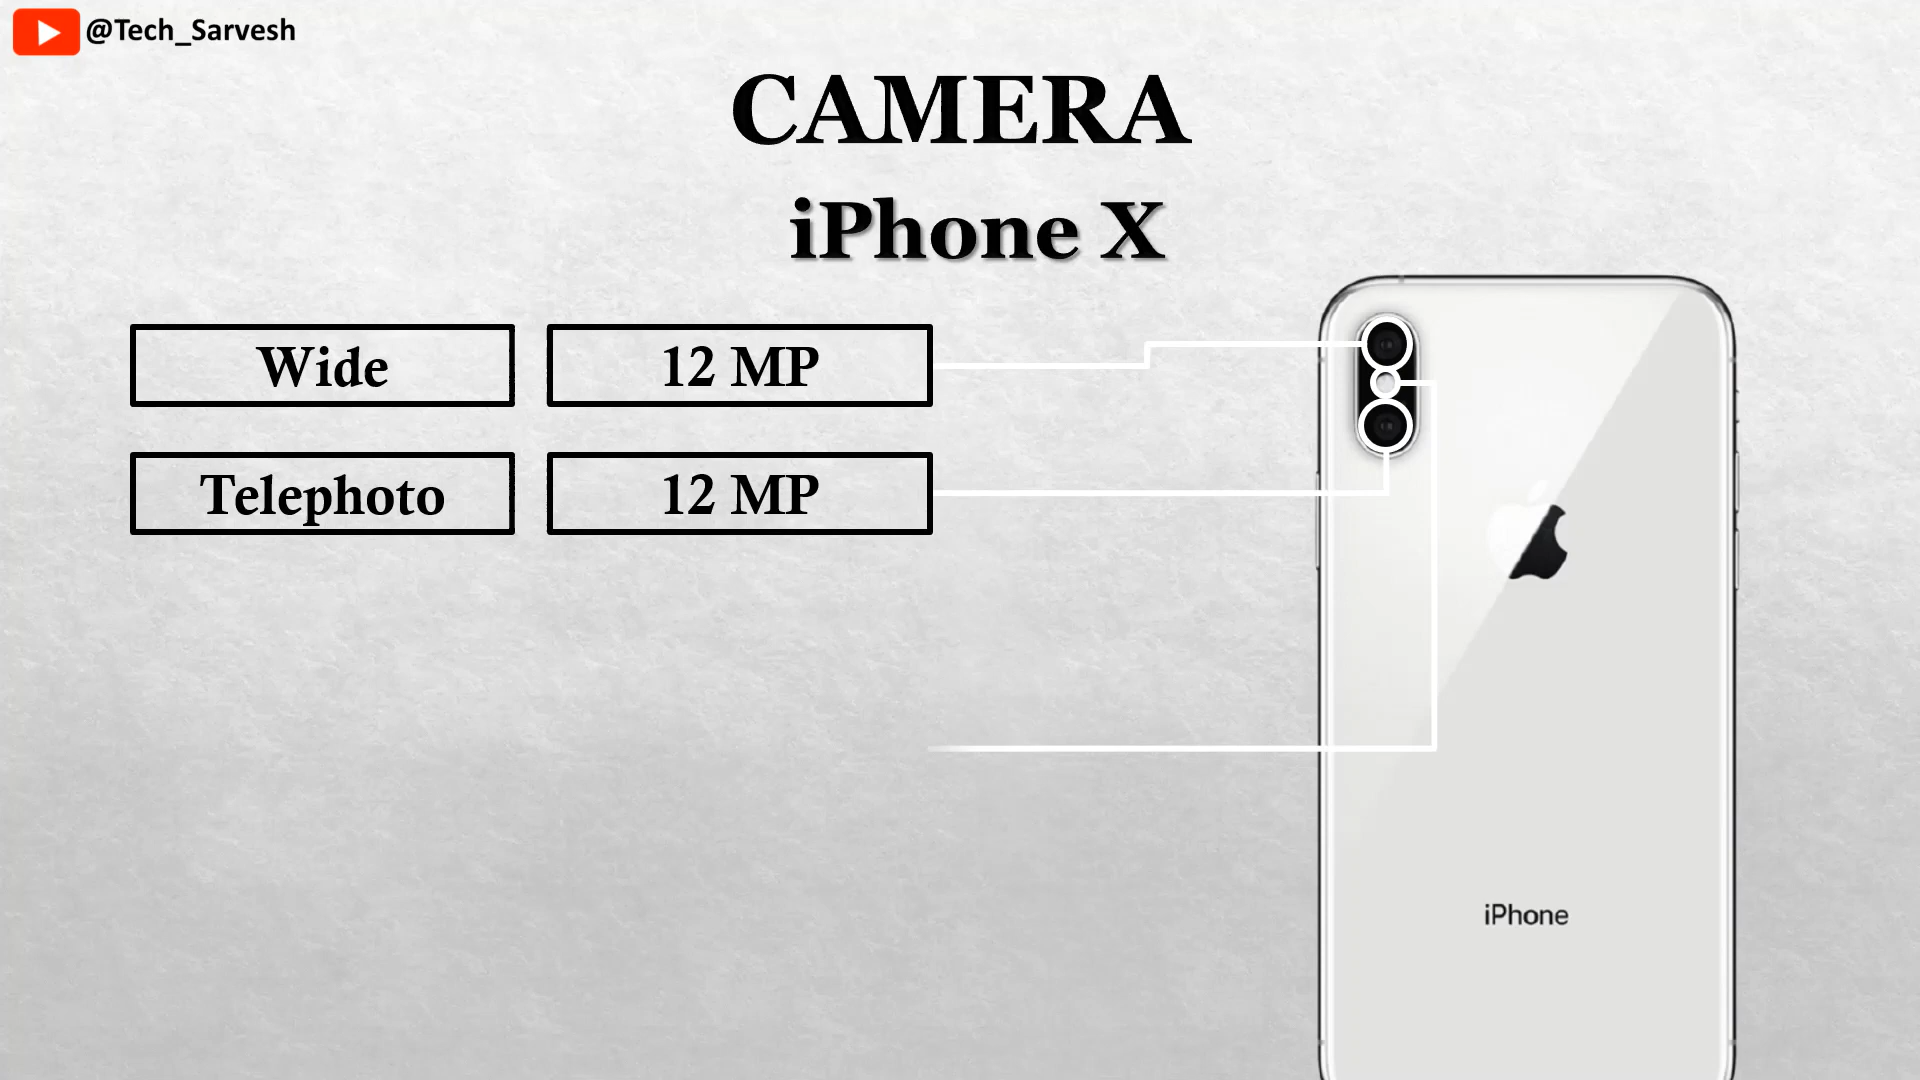 @Tech_Sarvesh
CAMERA
iPhone X
Wide 12 MP
Telephoto 12 MP
iPhone